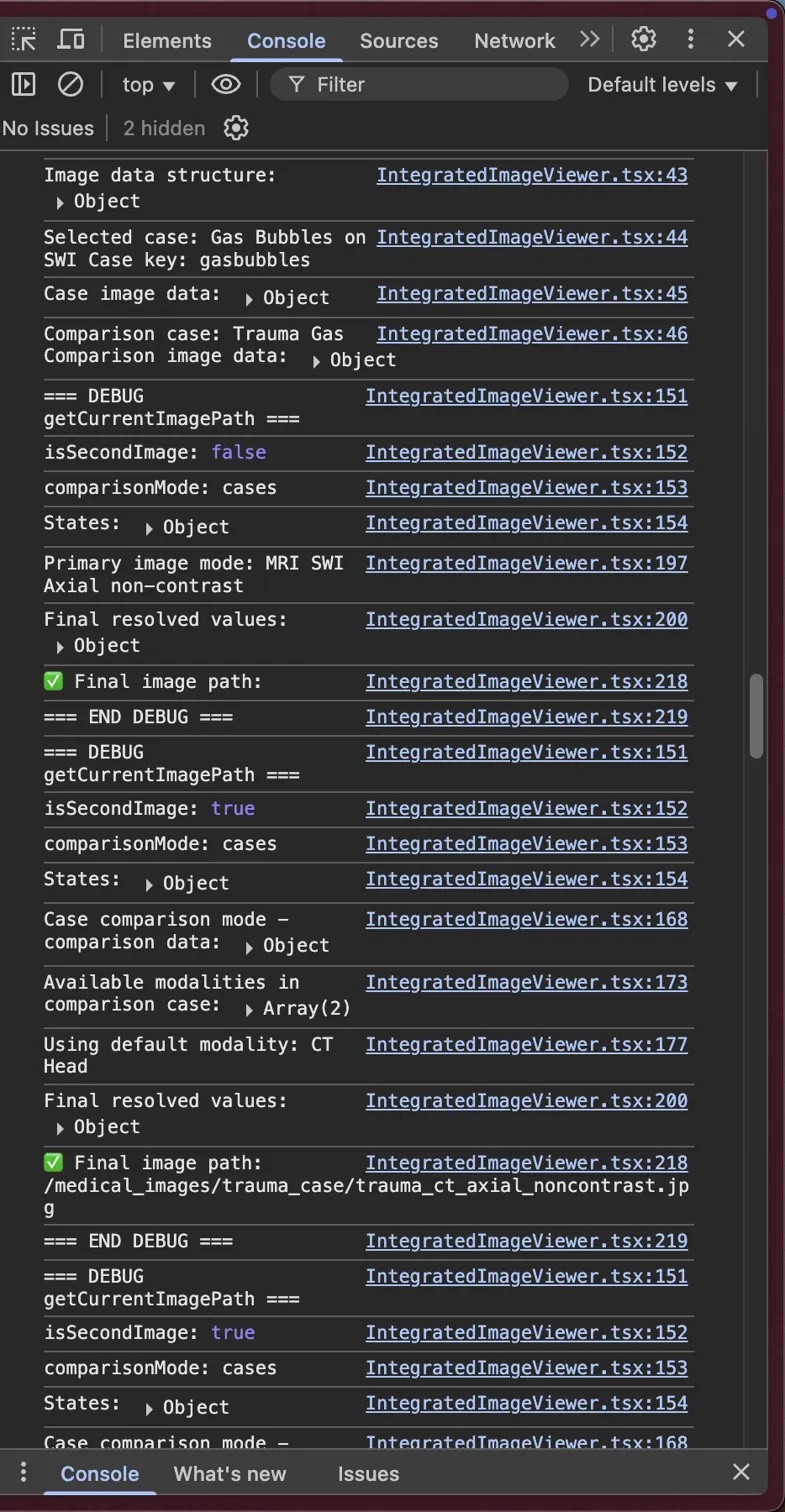 Elements Console Sources Network
top Filter Default levels
No Issues 2 hidden
Image data structure: IntegratedImageViewer.tsx:43
Object
Selected case: Gas Bubbles on IntegratedImageViewer.tsx:44
SWI Case key: gasbubbles
Case image data: Object IntegratedImageViewer.tsx:45
Comparison case: Trauma Gas IntegratedImageViewer.tsx:46
Comparison image data: Object
=== DEBUG IntegratedImageViewer.tsx:151
getCurrentImagePath ===
isSecondImage: false IntegratedImageViewer.tsx:152
comparisonMode: cases IntegratedImageViewer.tsx:153
States: Object IntegratedImageViewer.tsx:154
Primary image mode: MRI SWI IntegratedImageViewer.tsx:197
Axial non-contrast
Final resolved values: IntegratedImageViewer.tsx:200
Object
✅ Final image path: IntegratedImageViewer.tsx:218
=== END DEBUG === IntegratedImageViewer.tsx:219
=== DEBUG IntegratedImageViewer.tsx:151
getCurrentImagePath ===
isSecondImage: true IntegratedImageViewer.tsx:152
comparisonMode: cases IntegratedImageViewer.tsx:153
States: Object IntegratedImageViewer.tsx:154
Case comparison mode – IntegratedImageViewer.tsx:168
comparison data: Object
Available modalities in IntegratedImageViewer.tsx:173
comparison case: Array(2)
Using default modality: CT IntegratedImageViewer.tsx:177
Head
Final resolved values: IntegratedImageViewer.tsx:200
Object
✅ Final image path: IntegratedImageViewer.tsx:218
/medical_images/trauma_case/trauma_ct_axial_noncontrast.jp
g
=== END DEBUG === IntegratedImageViewer.tsx:219
=== DEBUG IntegratedImageViewer.tsx:151
getCurrentImagePath ===
isSecondImage: true IntegratedImageViewer.tsx:152
comparisonMode: cases IntegratedImageViewer.tsx:153
States: Object IntegratedImageViewer.tsx:154
Case comparison mode – IntegratedImageViewer.tsx:168
Console What's new Issues